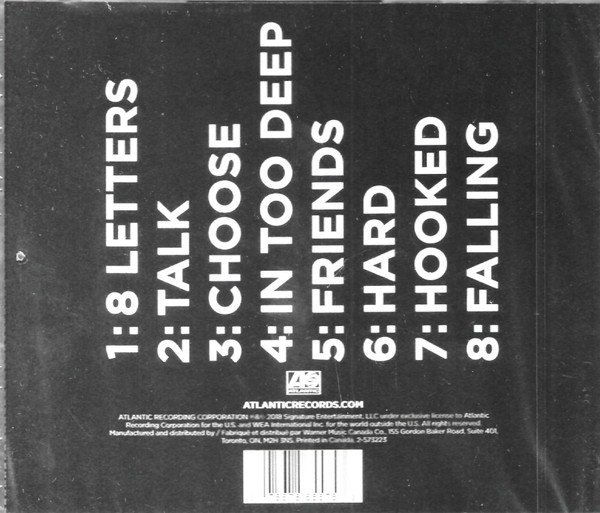 1: 8 LETTERS
2: TALK
3: CHOOSE
4: IN TOO DEEP
5: FRIENDS
6: HARD
7: HOOKED
8: FALLING
ATLANTIC
ATLANTICRECORDS.COM
ATLANTIC RECORDING CORPORATION ℗&© 2018 Signature Entertainment, LLC under exclusive license to Atlantic
Recording Corporation for the U.S. and WEA International Inc. for the world outside the U.S. All rights reserved.
Manufactured and distributed by / Fabriqué et distribué par Warner Music Canada Co., 155 Gordon Baker Road, Suite 401,
Toronto, ON, M2H 3N5. Printed in Canada. 2-573223